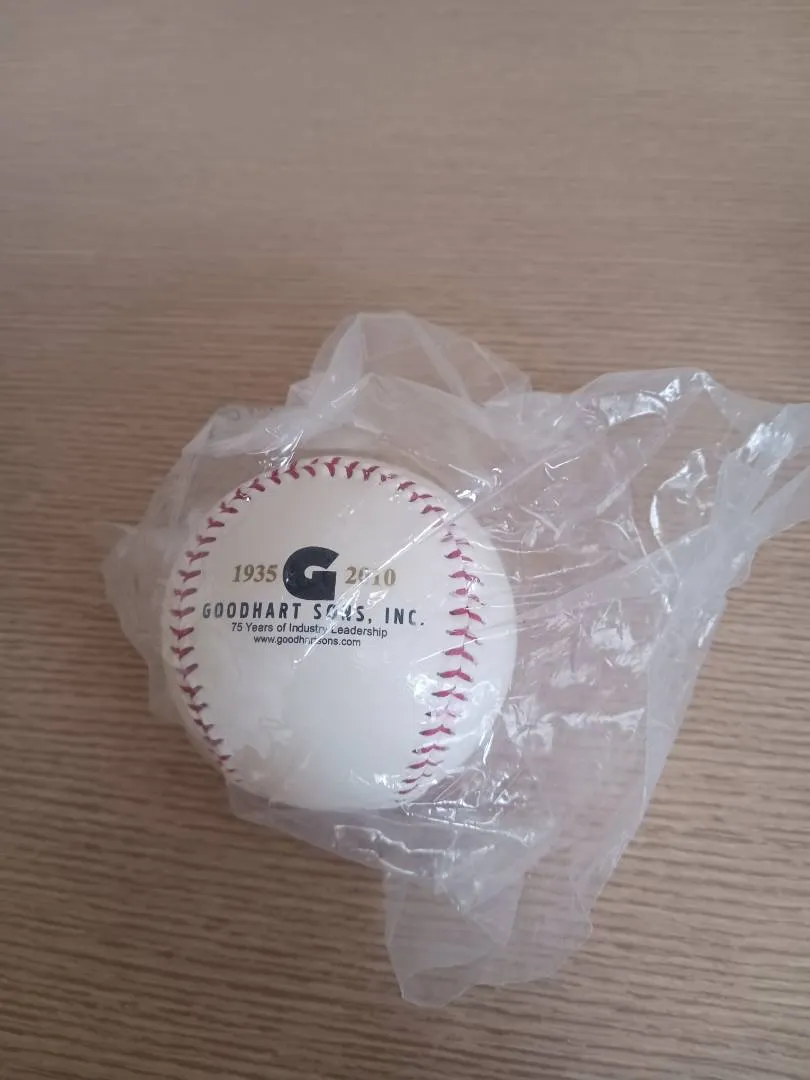 1935 G 2010
GOODHART SONS, INC.
75 Years of Industry Leadership
www.goodhartsons.com